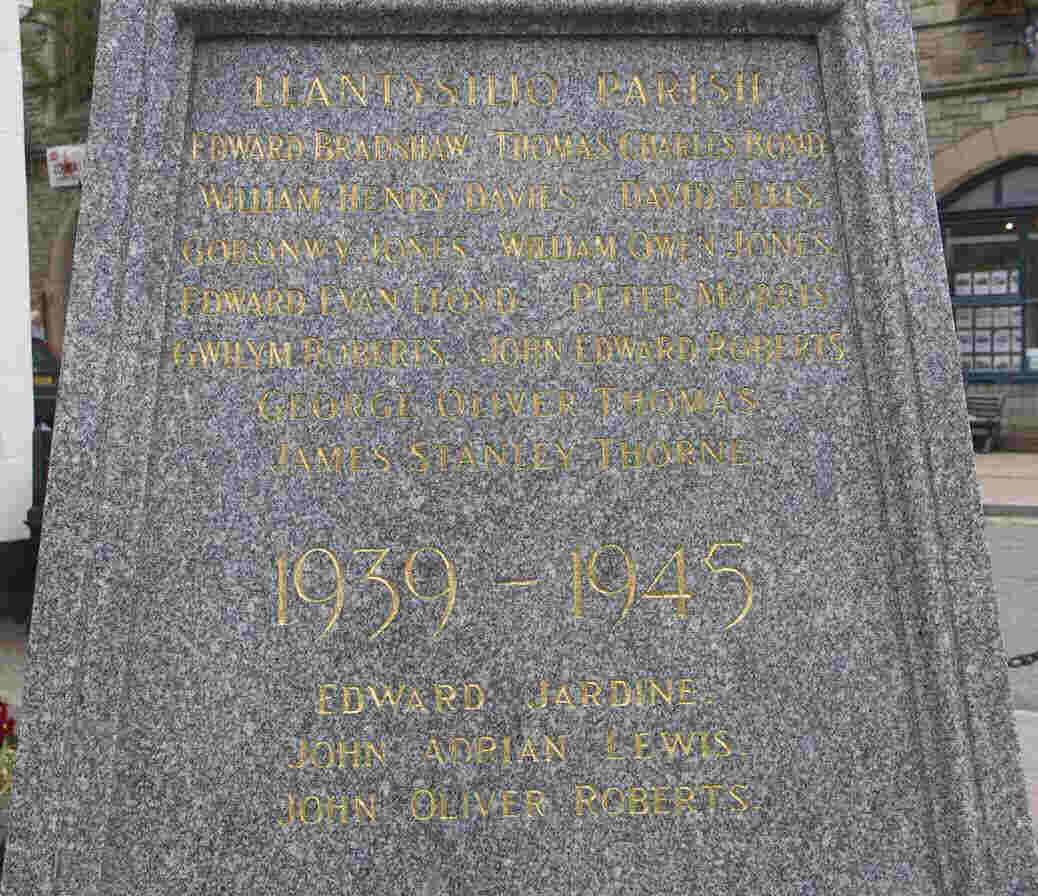 LLANTYSILIO PARISH
EDWARD BRADSHAW. THOMAS CHARLES BOND.
WILLIAM HENRY DAVIES. DAVID ELLIS.
GORONWY JONES. WILLIAM OWEN JONES.
EDWARD EVAN LLOYD. PETER MORRIS.
GWILYM ROBERTS. JOHN EDWARD ROBERTS.
GEORGE OLIVER THOMAS.
JAMES STANLEY THORNE.
1939 - 1945
EDWARD JARDINE.
JOHN ADRIAN LEWIS.
JOHN OLIVER ROBERTS.